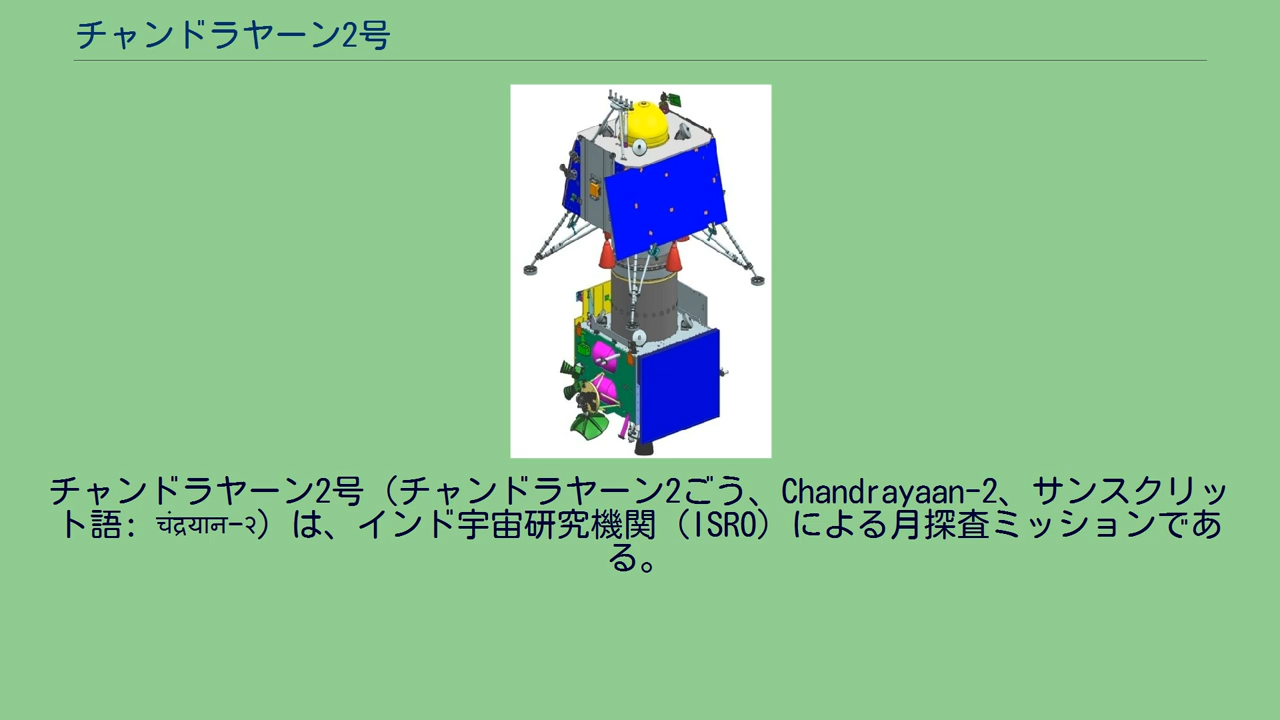 チャンドラヤーン2号
チャンドラヤーン2号（チャンドラヤーン2ごう、Chandrayaan-2、サンスクリッ
ト語: चंद्रयान-२）は、インド宇宙研究機関（ISRO）による月探査ミッションであ
る。